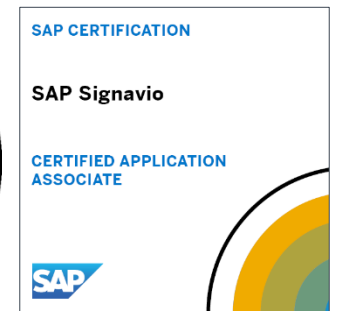 SAP CERTIFICATION
SAP Signavio
CERTIFIED APPLICATION
ASSOCIATE
SAP